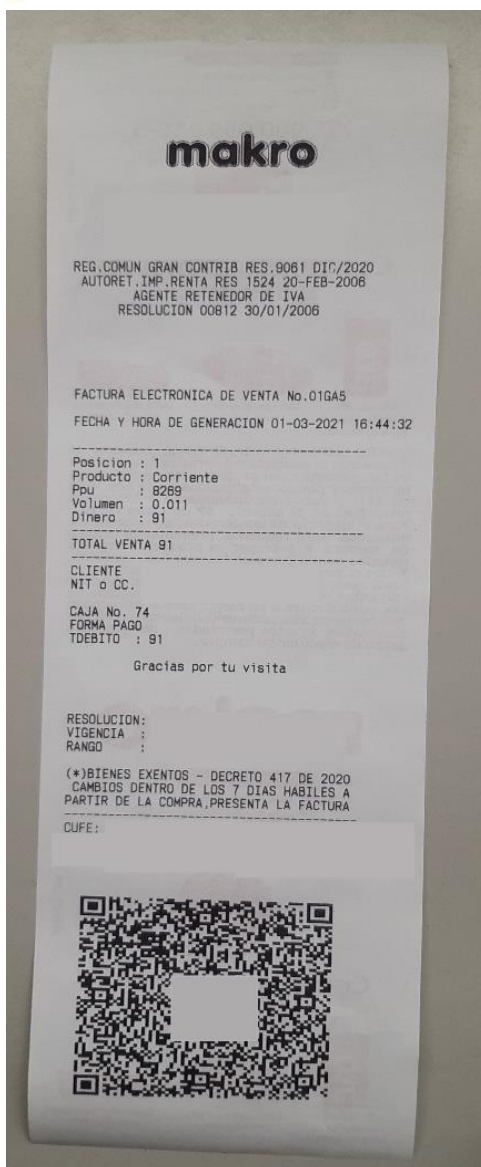 makro
REG.COMUN GRAN CONTRIB RES.9061 DIC/2020
AUTORET.IMP.RENTA RES 1524 20-FEB-2006
AGENTE RETENEDOR DE IVA
RESOLUCION 00812 30/01/2006
FACTURA ELECTRONICA DE VENTA No.01GA5
FECHA Y HORA DE GENERACION 01-03-2021 16:44:32
Posicion : 1
Producto : Corriente
Ppu : 8269
Volumen : 0.011
Dinero : 91
TOTAL VENTA 91
CLIENTE
NIT o CC.
CAJA No. 74
FORMA PAGO
TDEBITO : 91
Gracias por tu visita
RESOLUCION:
VIGENCIA :
RANGO :
(*)BIENES EXENTOS - DECRETO 417 DE 2020
CAMBIOS DENTRO DE LOS 7 DIAS HABILES A
PARTIR DE LA COMPRA,PRESENTA LA FACTURA
CUFE: